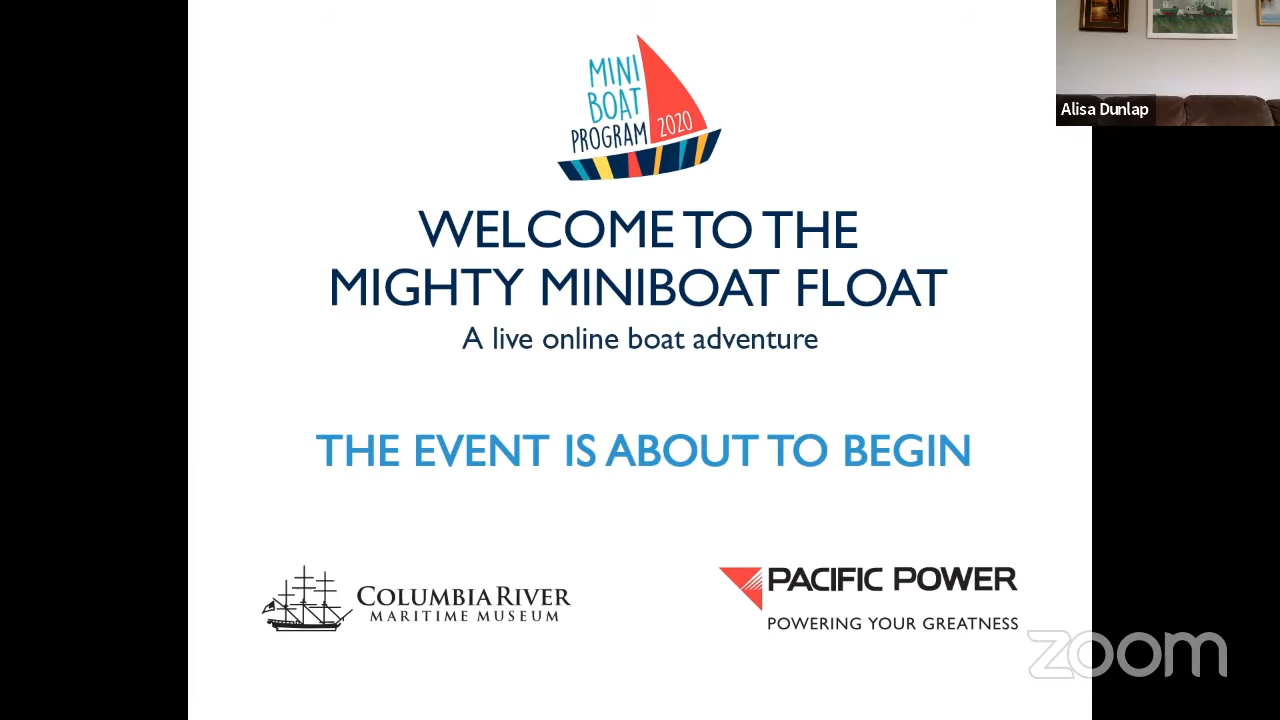 Alisa Dunlap
MINI
BOAT
PROGRAM 2020
WELCOME TO THE
MIGHTY MINIBOAT FLOAT
A live online boat adventure
THE EVENT IS ABOUT TO BEGIN
COLUMBIA RIVER
MARITIME MUSEUM
PACIFIC POWER
POWERING YOUR GREATNESS
zoom